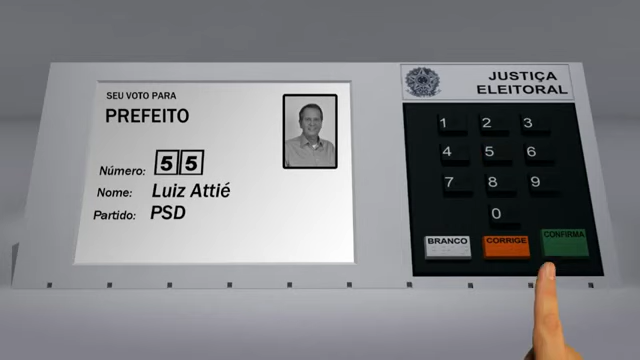 SEU VOTO PARA
PREFEITO
Número: 55
Nome: Luiz Attié
Partido: PSD
JUSTIÇA
ELEITORAL
1 2 3
4 5 6
7 8 9
0
BRANCO CORRIGE CONFIRMA